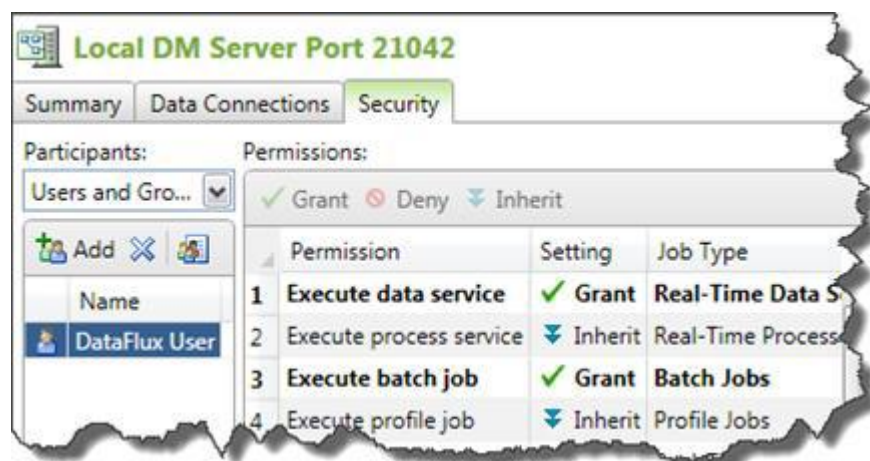 Local DM Server Port 21042
Summary Data Connections Security
Participants: Permissions:
Users and Gro... Grant Deny Inherit
Add
Permission Setting Job Type
Name
1 Execute data service Grant Real-Time Data S
DataFlux User
2 Execute process service Inherit Real-Time Process
3 Execute batch job Grant Batch Jobs
4 Execute profile job Inherit Profile Jobs